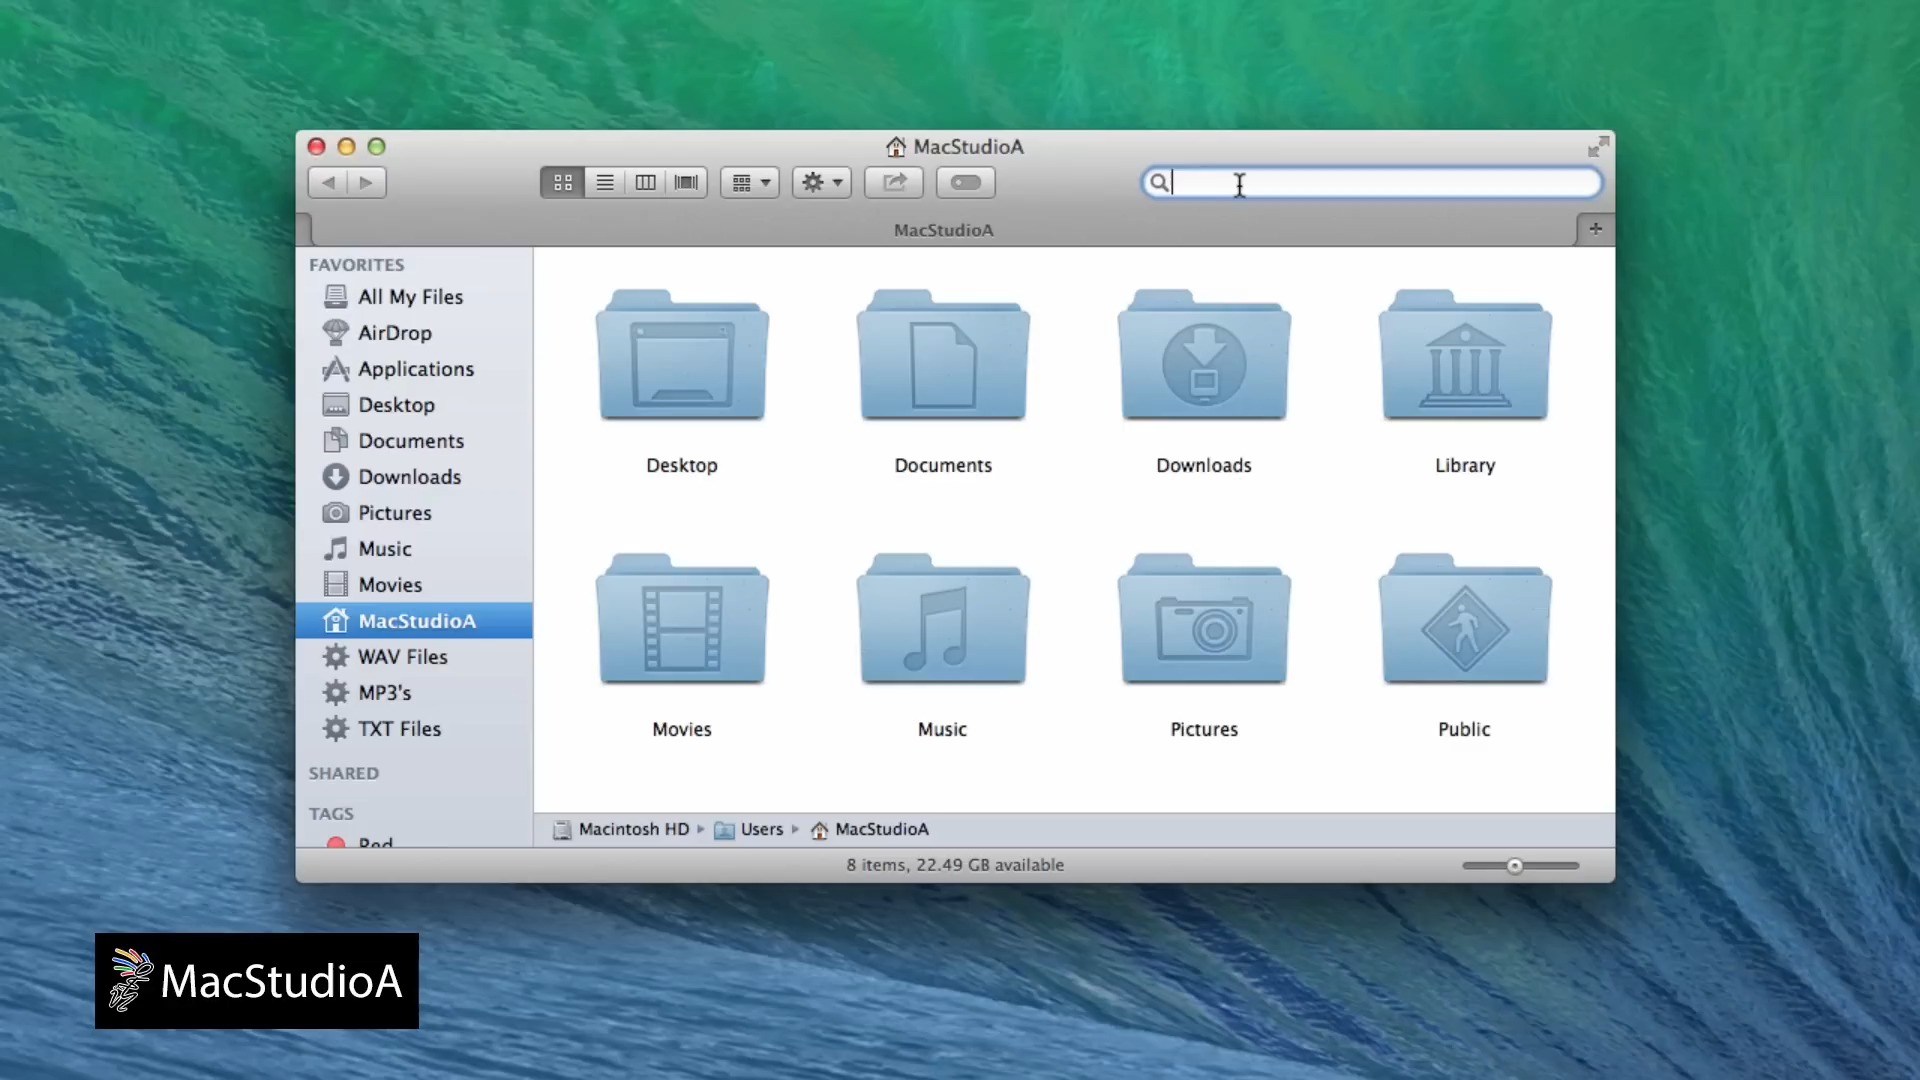 MacStudioA
MacStudioA
FAVORITES
All My Files
AirDrop
Applications
Desktop
Documents
Downloads
Pictures
Music
Movies
MacStudioA
WAV Files
MP3's
TXT Files
SHARED
TAGS
Red
Desktop
Documents
Downloads
Library
Movies
Music
Pictures
Public
Macintosh HD ▸ Users ▸ MacStudioA
8 items, 22.49 GB available
MacStudioA